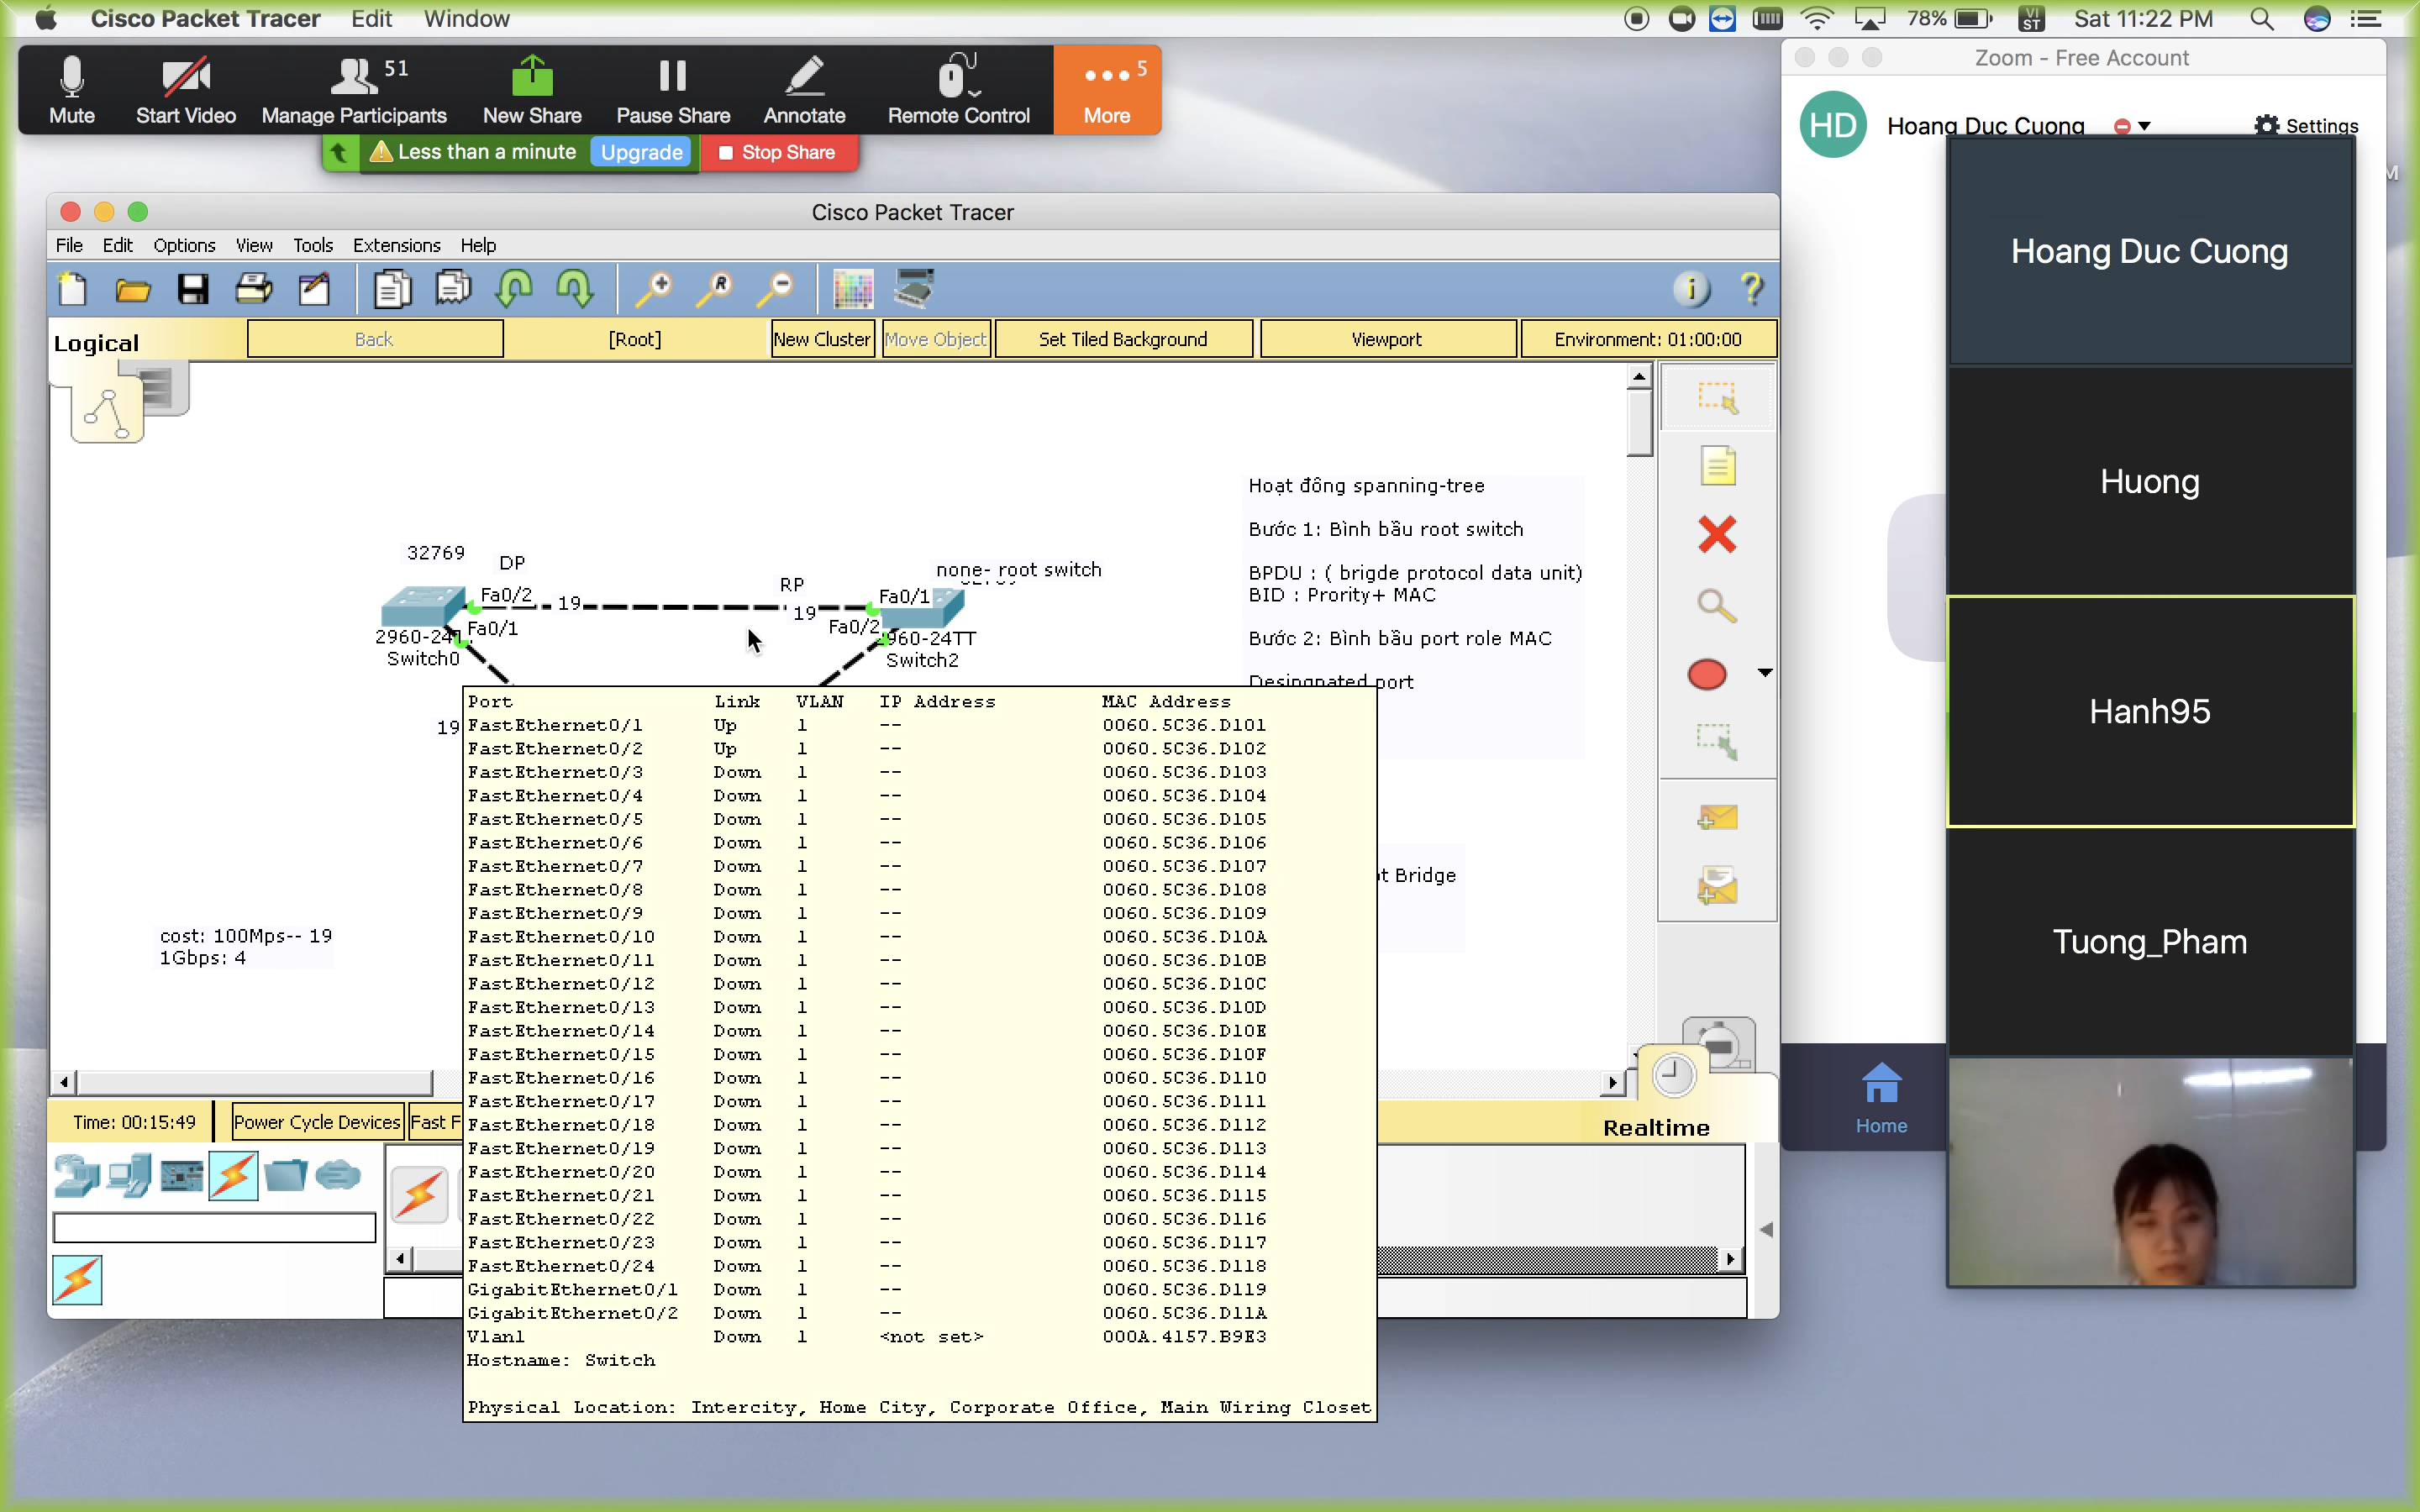 Cisco Packet Tracer Edit Window
78% VI ST Sat 11:22 PM
Mute Start Video Manage Participants 51 New Share Pause Share Annotate Remote Control More 5
Less than a minute Upgrade Stop Share
Zoom - Free Account
HD Hoang Duc Cuong Settings
M
Hoang Duc Cuong
Huong
Hanh95
Tuong_Pham
Home
Cisco Packet Tracer
File Edit Options View Tools Extensions Help
Logical Back [Root] New Cluster Move Object Set Tiled Background Viewport Environment: 01:00:00
32769
DP
Fa0/2
19
Fa0/1
Switch0
RP
19
none- root switch
Fa0/1
Fa0/2
960-24TT
Switch2
19
Hoạt đông spanning-tree
Bước 1: Bình bầu root switch
BPDU : ( brigde protocol data unit)
BID : Prority+ MAC
Bước 2: Bình bầu port role MAC
Desingnated port
t Bridge
cost: 100Mps-- 19
1Gbps: 4
Port Link VLAN IP Address MAC Address
FastEthernet0/1 Up 1 -- 0060.5C36.D101
FastEthernet0/2 Up 1 -- 0060.5C36.D102
FastEthernet0/3 Down 1 -- 0060.5C36.D103
FastEthernet0/4 Down 1 -- 0060.5C36.D104
FastEthernet0/5 Down 1 -- 0060.5C36.D105
FastEthernet0/6 Down 1 -- 0060.5C36.D106
FastEthernet0/7 Down 1 -- 0060.5C36.D107
FastEthernet0/8 Down 1 -- 0060.5C36.D108
FastEthernet0/9 Down 1 -- 0060.5C36.D109
FastEthernet0/10 Down 1 -- 0060.5C36.D10A
FastEthernet0/11 Down 1 -- 0060.5C36.D10B
FastEthernet0/12 Down 1 -- 0060.5C36.D10C
FastEthernet0/13 Down 1 -- 0060.5C36.D10D
FastEthernet0/14 Down 1 -- 0060.5C36.D10E
FastEthernet0/15 Down 1 -- 0060.5C36.D10F
FastEthernet0/16 Down 1 -- 0060.5C36.D110
FastEthernet0/17 Down 1 -- 0060.5C36.D111
FastEthernet0/18 Down 1 -- 0060.5C36.D112
FastEthernet0/19 Down 1 -- 0060.5C36.D113
FastEthernet0/20 Down 1 -- 0060.5C36.D114
FastEthernet0/21 Down 1 -- 0060.5C36.D115
FastEthernet0/22 Down 1 -- 0060.5C36.D116
FastEthernet0/23 Down 1 -- 0060.5C36.D117
FastEthernet0/24 Down 1 -- 0060.5C36.D118
GigabitEthernet0/1 Down 1 -- 0060.5C36.D119
GigabitEthernet0/2 Down 1 -- 0060.5C36.D11A
Vlan1 Down 1 <not set> 000A.4157.B9E3
Hostname: Switch
Physical Location: Intercity, Home City, Corporate Office, Main Wiring Closet
Time: 00:15:49 Power Cycle Devices Fast F
Realtime